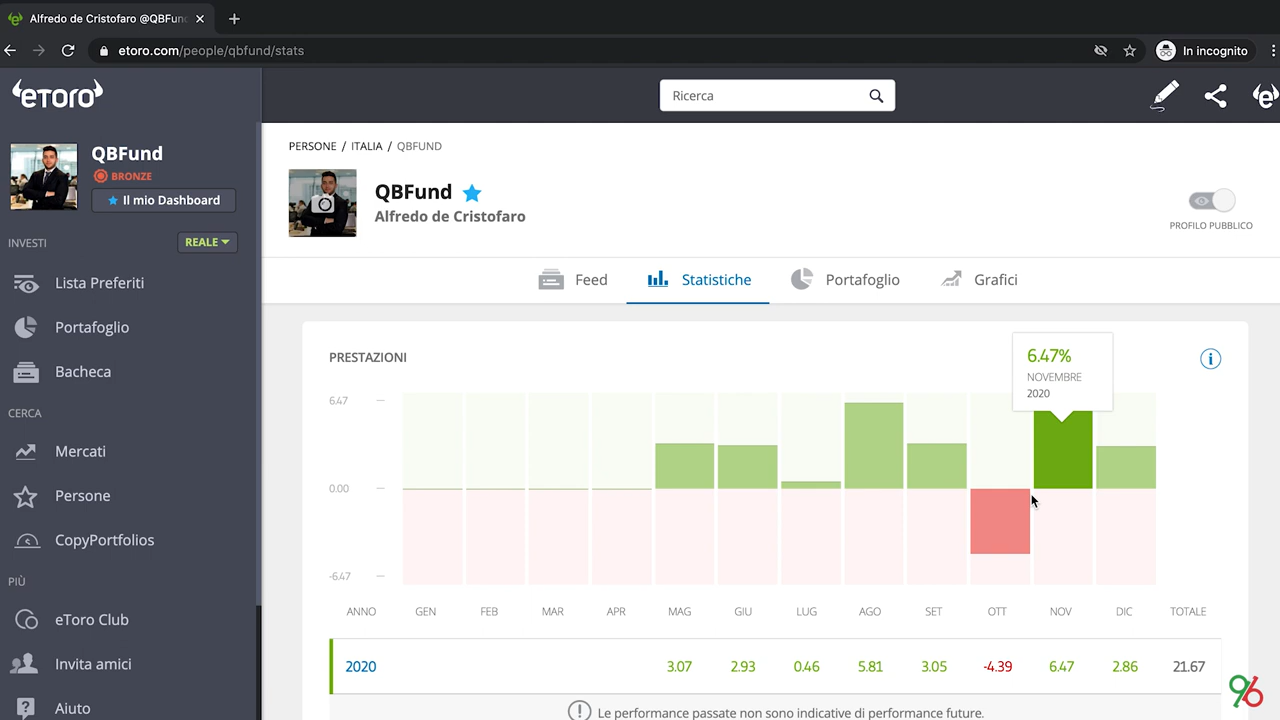 Alfredo de Cristofaro @QBFun
etoro.com/people/qbfund/stats
In incognito
eTORO
Ricerca
QBFund
BRONZE
Il mio Dashboard
INVESTI
REALE
Lista Preferiti
Portafoglio
Bacheca
CERCA
Mercati
Persone
CopyPortfolios
PIÙ
eToro Club
Invita amici
Aiuto
PERSONE / ITALIA / QBFUND
QBFund
Alfredo de Cristofaro
PROFILO PUBBLICO
Feed
Statistiche
Portafoglio
Grafici
PRESTAZIONI
6.47%
NOVEMBRE
2020
6.47
0.00
-6.47
ANNO GEN FEB MAR APR MAG GIU LUG AGO SET OTT NOV DIC TOTALE
2020 3.07 2.93 0.46 5.81 3.05 -4.39 6.47 2.86 21.67
Le performance passate non sono indicative di performance future.
96